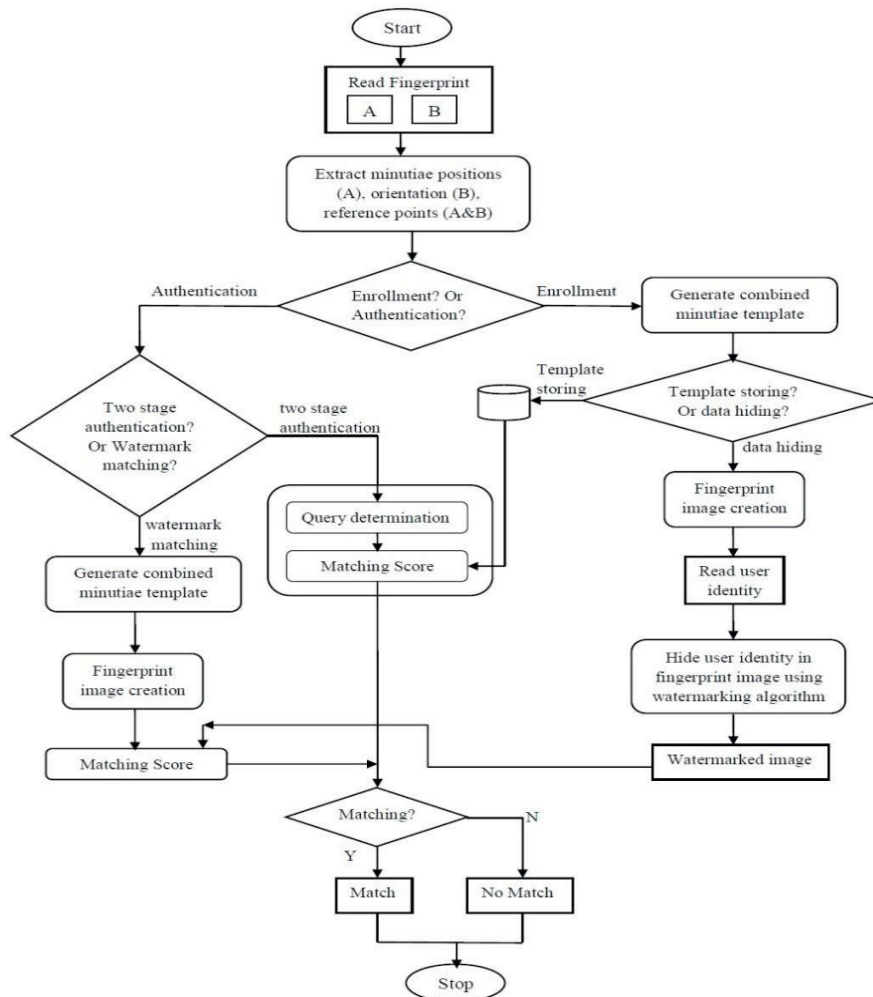 Start
Read Fingerprint
A
B
Extract minutiae positions
(A), orientation (B),
reference points (A&B)
Enrollment? Or
Authentication?
Authentication
Enrollment
Generate combined
minutiae template
Template storing?
Or data hiding?
Template
storing
data hiding
Two stage
authentication?
Or Watermark
matching?
two stage
authentication
watermark
matching
Query determination
Matching Score
Fingerprint
image creation
Read user
identity
Hide user identity in
fingerprint image using
watermarking algorithm
Watermarked image
Generate combined
minutiae template
Fingerprint
image creation
Matching Score
Matching?
Y
N
Match
No Match
Stop